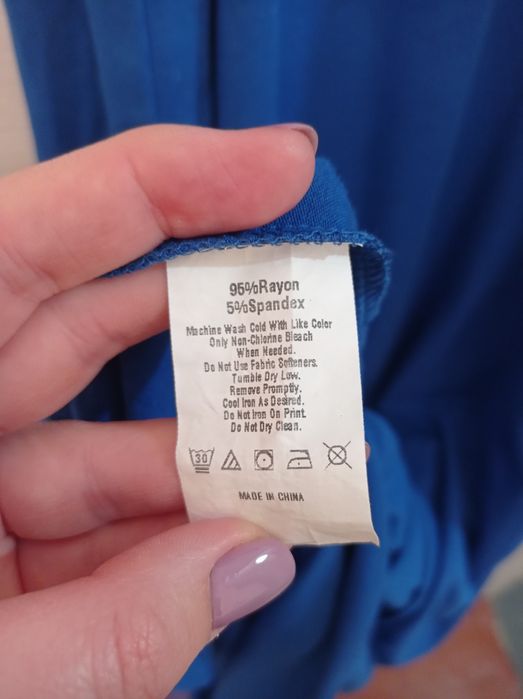 95%Rayon
5%Spandex
Machine Wash Cold With Like Color
Only Non-Chlorine Bleach
When Needed.
Do Not Use Fabric Softeners.
Tumble Dry Low.
Remove Promptly.
Cool Iron As Desired.
Do Not Iron On Print.
Do Not Dry Clean.
30
MADE IN CHINA